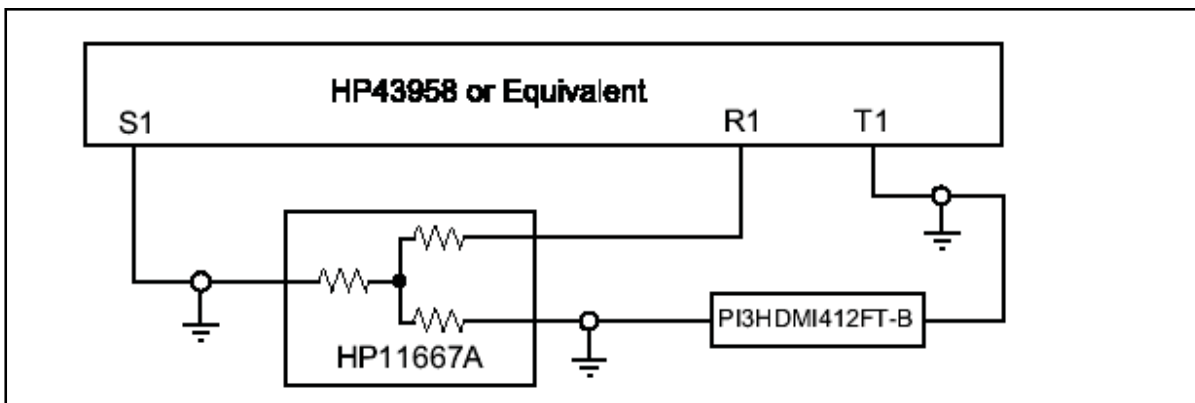 HP43958 or Equivalent
S1
R1
T1
HP11667A
PI3HDMI412FT-B